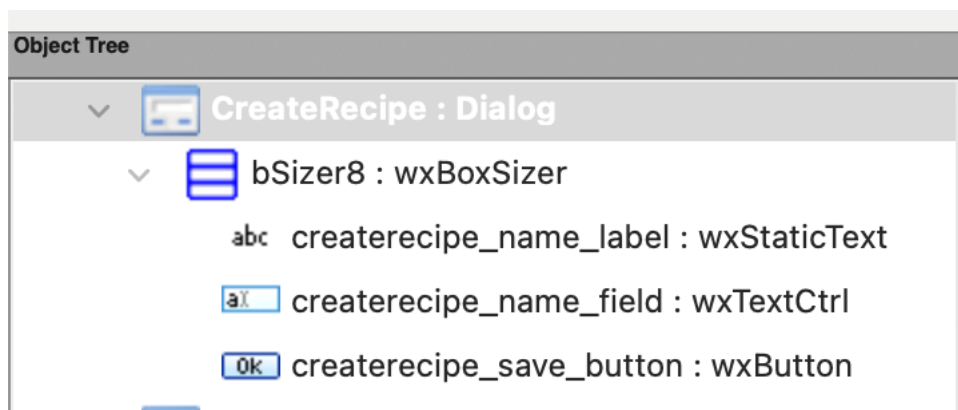 Object Tree
CreateRecipe : Dialog
bSizer8 : wxBoxSizer
abc createrecipe_name_label : wxStaticText
a createrecipe_name_field : wxTextCtrl
Ok createrecipe_save_button : wxButton